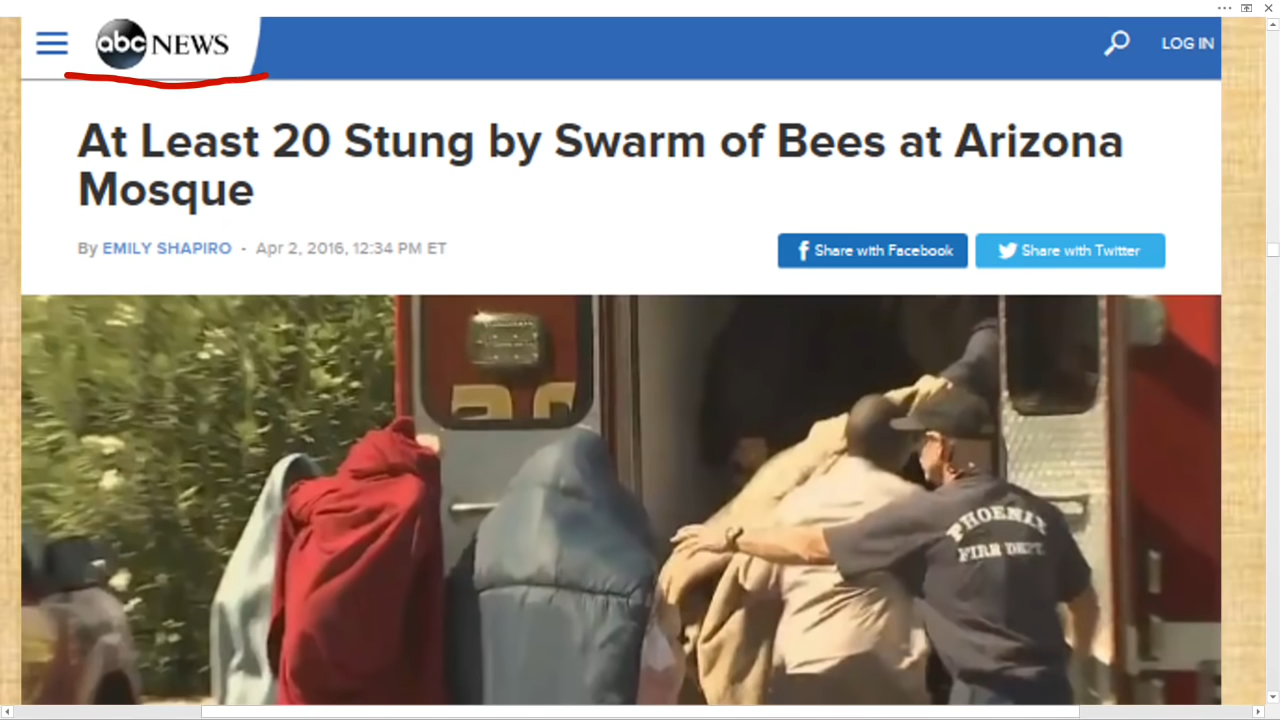 abc NEWS
LOG IN
At Least 20 Stung by Swarm of Bees at Arizona
Mosque
By EMILY SHAPIRO - Apr 2, 2016, 12:34 PM ET
Share with Facebook
Share with Twitter
PHOENIX
FIRE DEPT.